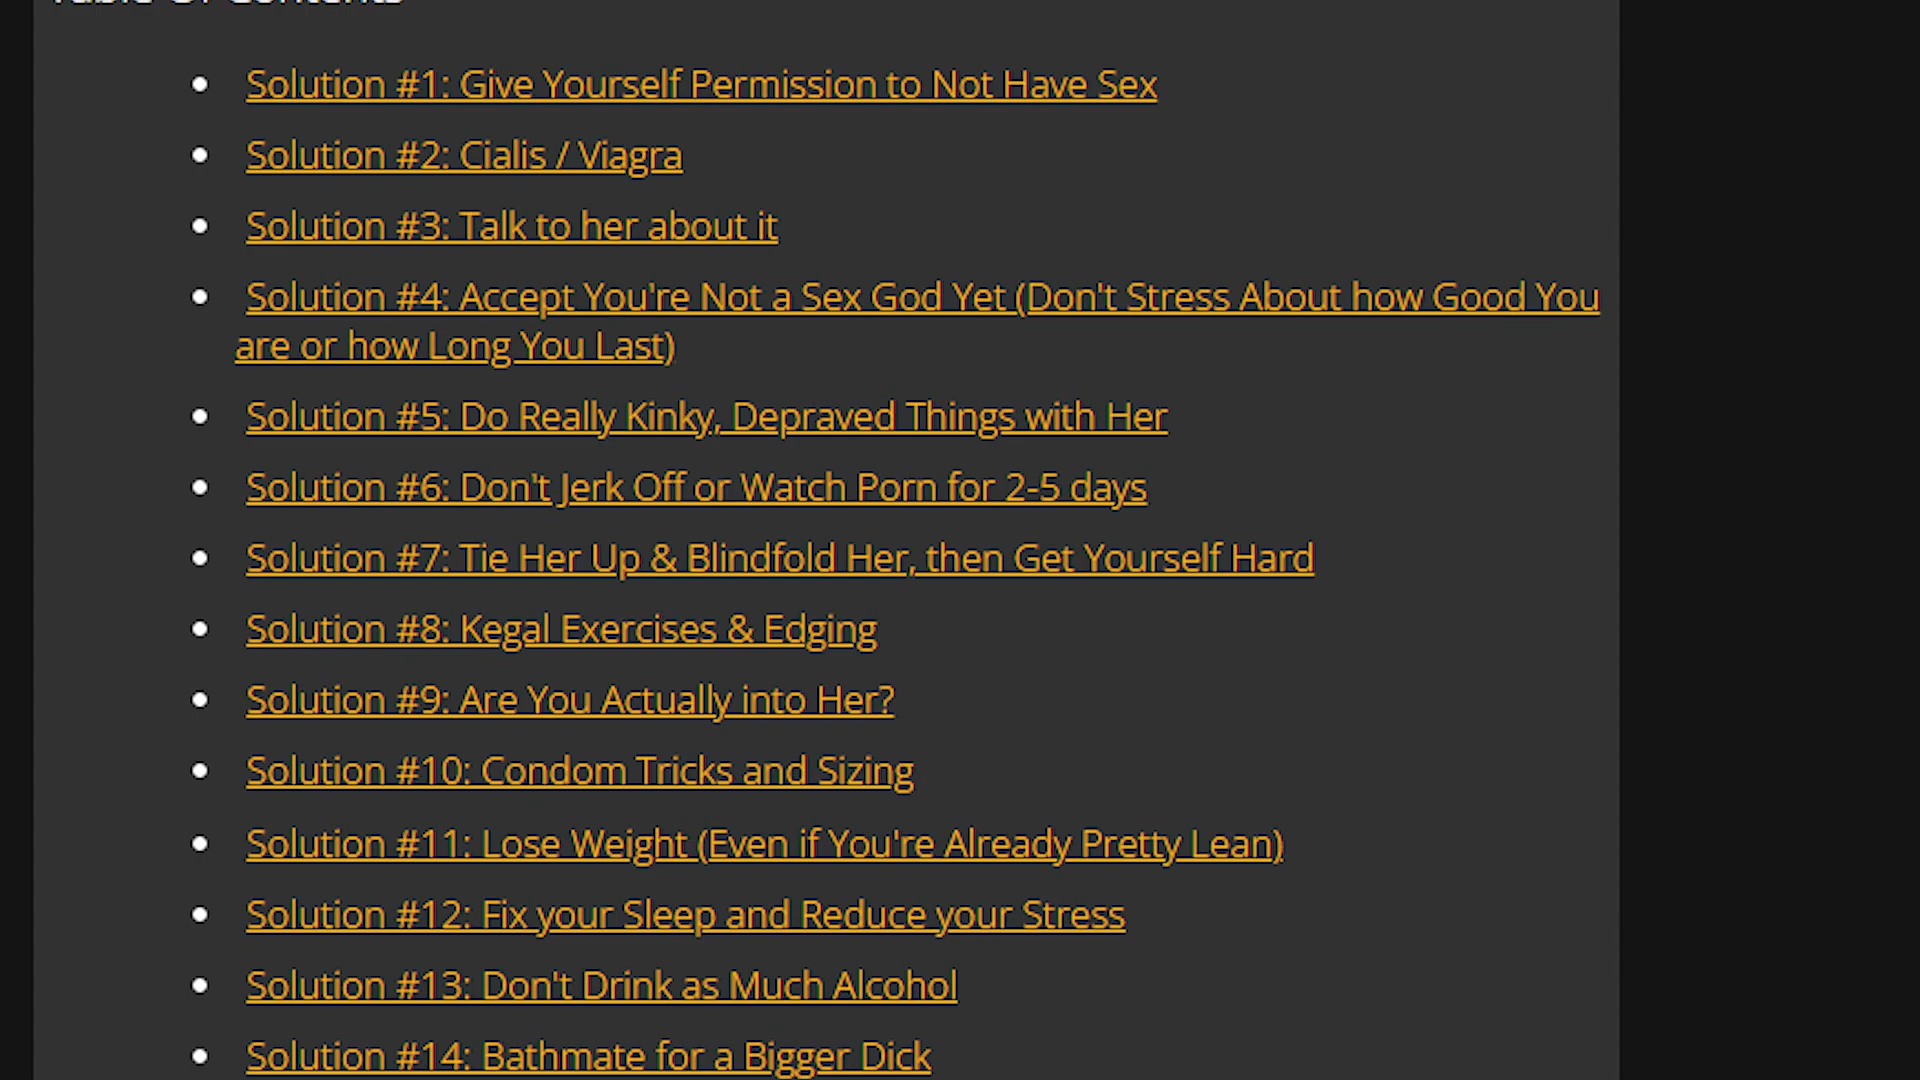 Table Of Contents
Solution #1: Give Yourself Permission to Not Have Sex
Solution #2: Cialis / Viagra
Solution #3: Talk to her about it
Solution #4: Accept You're Not a Sex God Yet (Don't Stress About how Good You
are or how Long You Last)
Solution #5: Do Really Kinky, Depraved Things with Her
Solution #6: Don't Jerk Off or Watch Porn for 2-5 days
Solution #7: Tie Her Up & Blindfold Her, then Get Yourself Hard
Solution #8: Kegal Exercises & Edging
Solution #9: Are You Actually into Her?
Solution #10: Condom Tricks and Sizing
Solution #11: Lose Weight (Even if You're Already Pretty Lean)
Solution #12: Fix your Sleep and Reduce your Stress
Solution #13: Don't Drink as Much Alcohol
Solution #14: Bathmate for a Bigger Dick